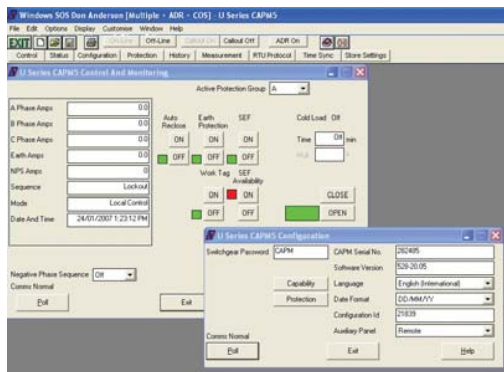 Windows SOS Don Anderson [Multiple - ADR - COS] - U Series CAPM5
File Edit Options Display Customise Window Help
EXIT Off-Line Callout Off ADR On
Control Status Configuration Protection History Measurement RTU Protocol Time Sync Store Settings
U Series CAPM5 Control And Monitoring
Active Protection Group A
A Phase Amps 0.0
B Phase Amps 0.0
C Phase Amps 0.0
Earth Amps 0.0
NPS Amps 0
Sequence Lockout
Mode Local Control
Date And Time 24/01/2007 1:23:12 PM
Auto Reclose Earth Protection SEF Cold Load Off
ON ON ON Time Off min
OFF OFF OFF
Work Tag SEF Availability
ON ON CLOSE
OFF OFF OPEN
Negative Phase Sequence Off
Comms Normal
Poll Exit
U Series CAPM5 Configuration
Switchgear Password CAPM CAPM Serial No. 282485
Software Version 528-20.05
Capability Language English (International)
Protection Date Format DD/MM/YY
Configuration Id 21839
Auxiliary Panel Remote
Comms Normal
Poll Exit Help